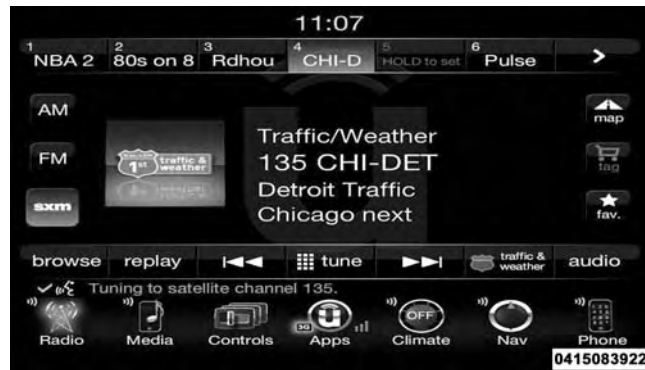 11:07
1 NBA 2 2 80s on 8 3 Rdhou 4 CHI-D 5 HOLD to set 6 Pulse >
AM
map
FM
1st traffic & weather
Traffic/Weather
135 CHI-DET
Detroit Traffic
Chicago next
tag
sxm
fav.
browse replay tune traffic & weather audio
Tuning to satellite channel 135.
3G
OFF
Radio Media Controls Apps Climate Nav Phone
0415083922